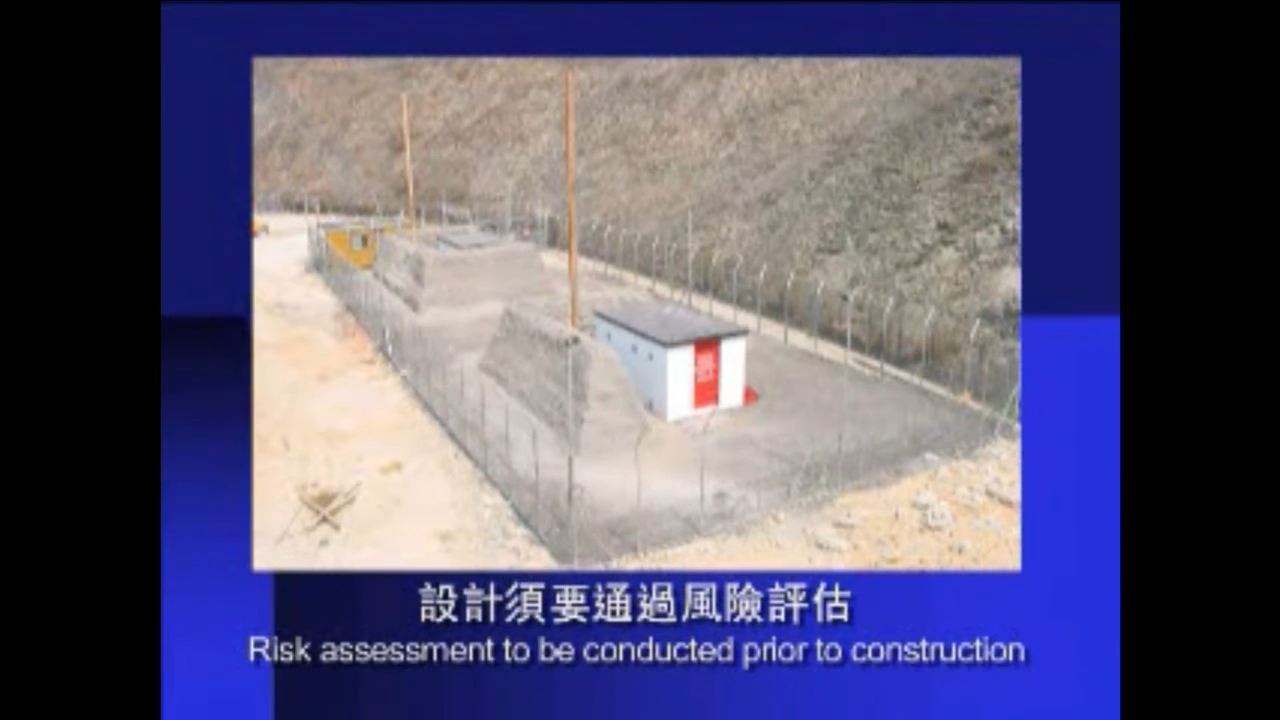 設計須要通過風險評估
Risk assessment to be conducted prior to construction